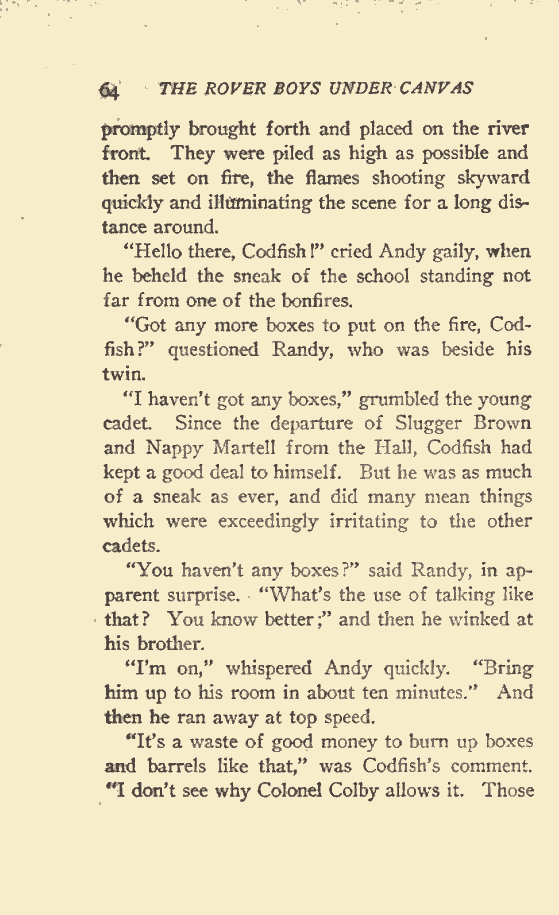 64 THE ROVER BOYS UNDER CANVAS
promptly brought forth and placed on the river
front. They were piled as high as possible and
then set on fire, the flames shooting skyward
quickly and illuminating the scene for a long dis-
tance around.
"Hello there, Codfish!" cried Andy gaily, when
he beheld the sneak of the school standing not
far from one of the bonfires.
"Got any more boxes to put on the fire, Cod-
fish?" questioned Randy, who was beside his
twin.
"I haven't got any boxes," grumbled the young
cadet. Since the departure of Slugger Brown
and Nappy Martell from the Hall, Codfish had
kept a good deal to himself. But he was as much
of a sneak as ever, and did many mean things
which were exceedingly irritating to the other
cadets.
"You haven't any boxes?" said Randy, in ap-
parent surprise. "What's the use of talking like
that? You know better;" and then he winked at
his brother.
"I'm on," whispered Andy quickly. "Bring
him up to his room in about ten minutes." And
then he ran away at top speed.
"It's a waste of good money to burn up boxes
and barrels like that," was Codfish's comment.
"I don't see why Colonel Colby allows it. Those